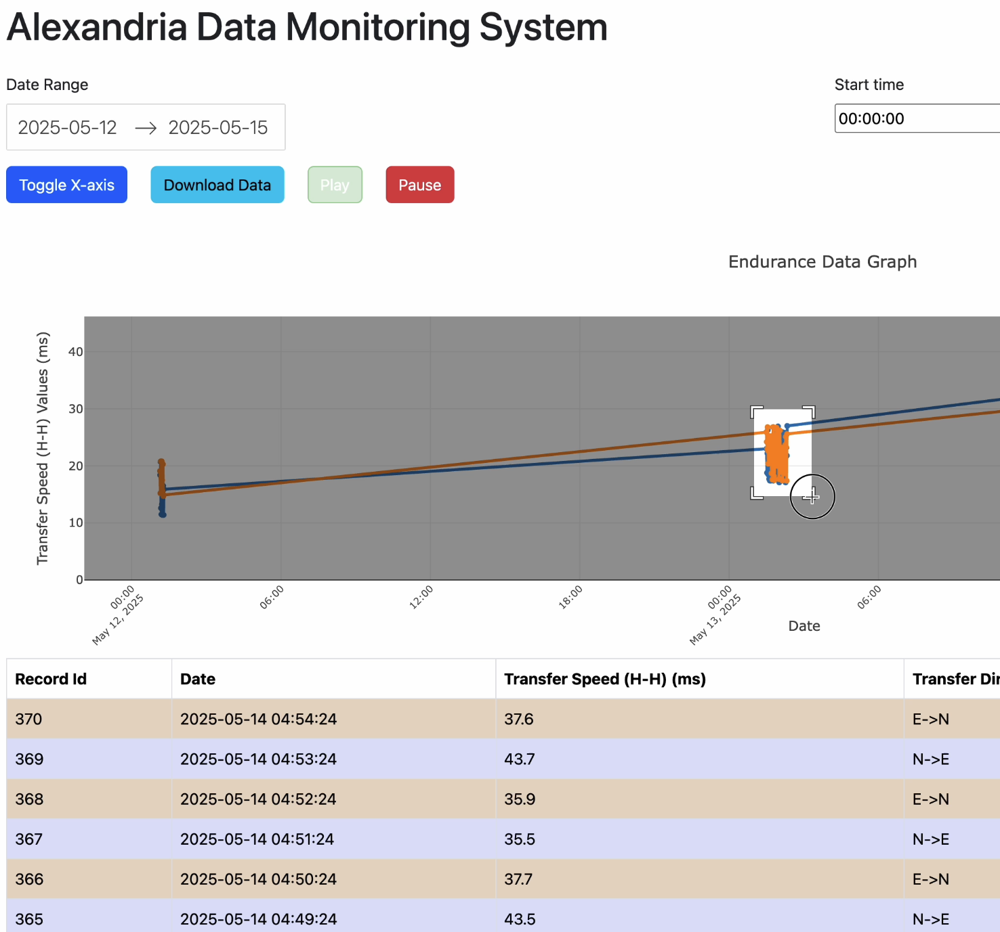 Alexandria Data Monitoring System
Date Range
Start time
2025-05-12 → 2025-05-15
00:00:00
Toggle X-axis
Download Data
Play
Pause
Endurance Data Graph
Transfer Speed (H-H) Values (ms)
40
30
20
10
0
00:00
May 12, 2025
06:00
12:00
18:00
00:00
May 13, 2025
06:00
Date
Record Id Date Transfer Speed (H-H) (ms) Transfer Dir
370 2025-05-14 04:54:24 37.6 E->N
369 2025-05-14 04:53:24 43.7 N->E
368 2025-05-14 04:52:24 35.9 E->N
367 2025-05-14 04:51:24 35.5 N->E
366 2025-05-14 04:50:24 37.7 E->N
365 2025-05-14 04:49:24 43.5 N->E